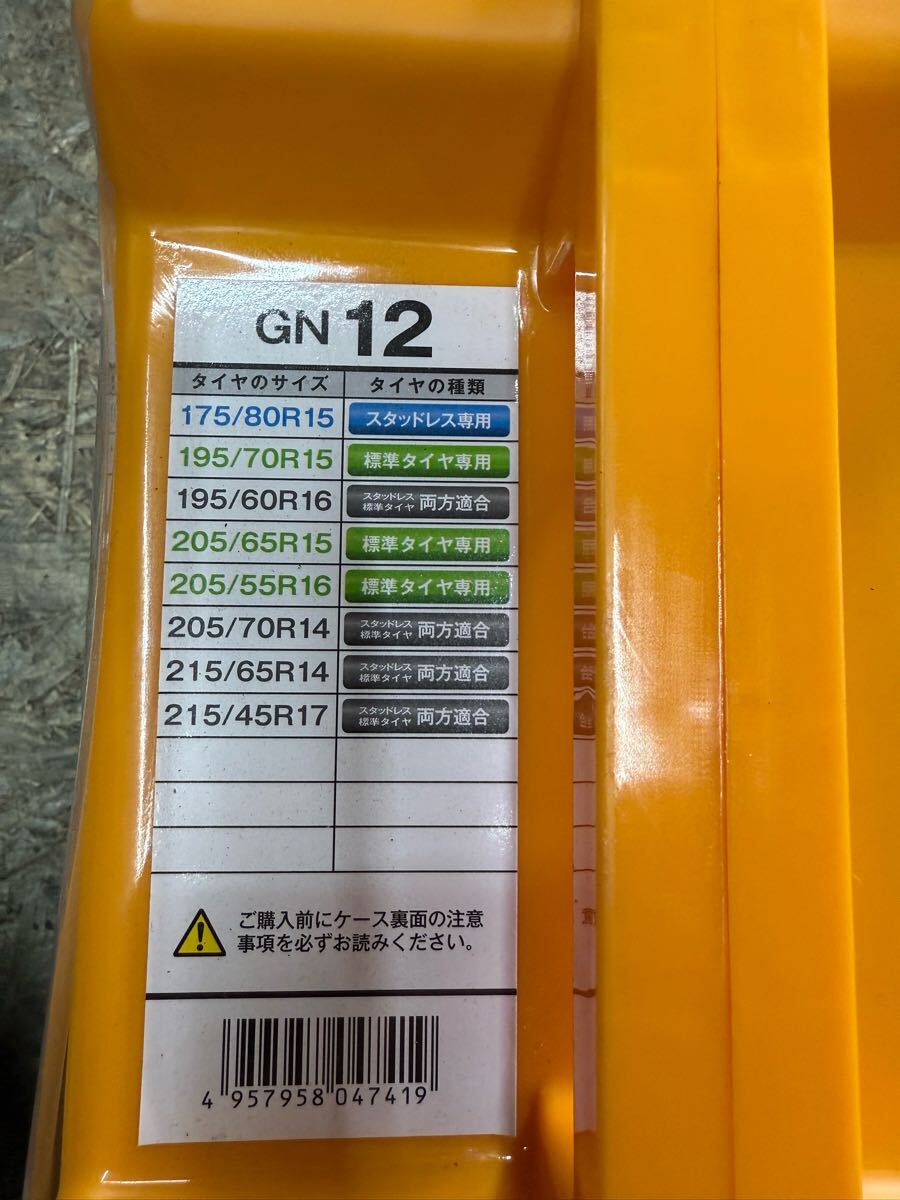 GN 12
タイヤのサイズ タイヤの種類
175/80R15 スタッドレス専用
195/70R15 標準タイヤ専用
195/60R16 スタッドレス 標準タイヤ 両方適合
205/65R15 標準タイヤ専用
205/55R16 標準タイヤ専用
205/70R14 スタッドレス 標準タイヤ 両方適合
215/65R14 スタッドレス 標準タイヤ 両方適合
215/45R17 スタッドレス 標準タイヤ 両方適合
ご購入前にケース裏面の注意
事項を必ずお読みください。
4 957958 047419